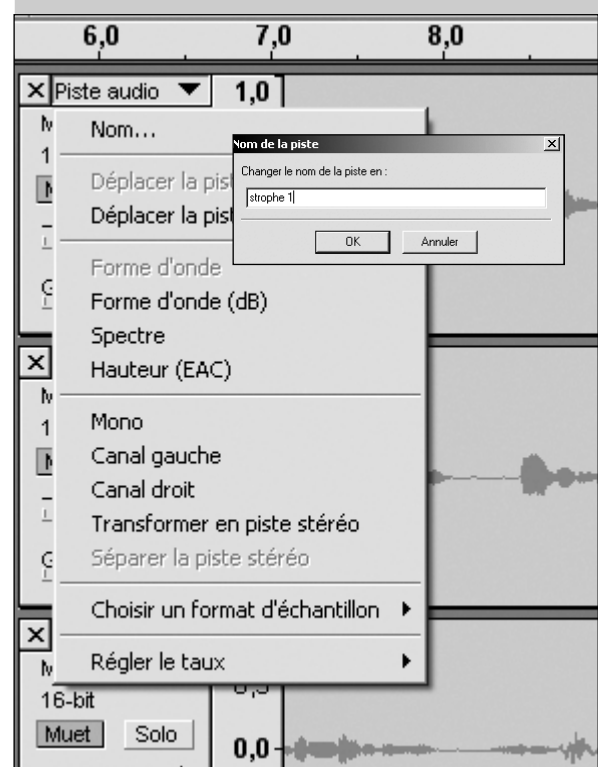 6,0 7,0 8,0
Piste audio 1,0
Nom...
Nom de la piste
Changer le nom de la piste en :
strophe 1
OK Annuler
Déplacer la pist
Déplacer la pist
Forme d'onde
Forme d'onde (dB)
Spectre
Hauteur (EAC)
Mono
Canal gauche
Canal droit
Transformer en piste stéréo
Séparer la piste stéréo
Choisir un format d'échantillon
Régler le taux
16-bit
Muet Solo
0,0